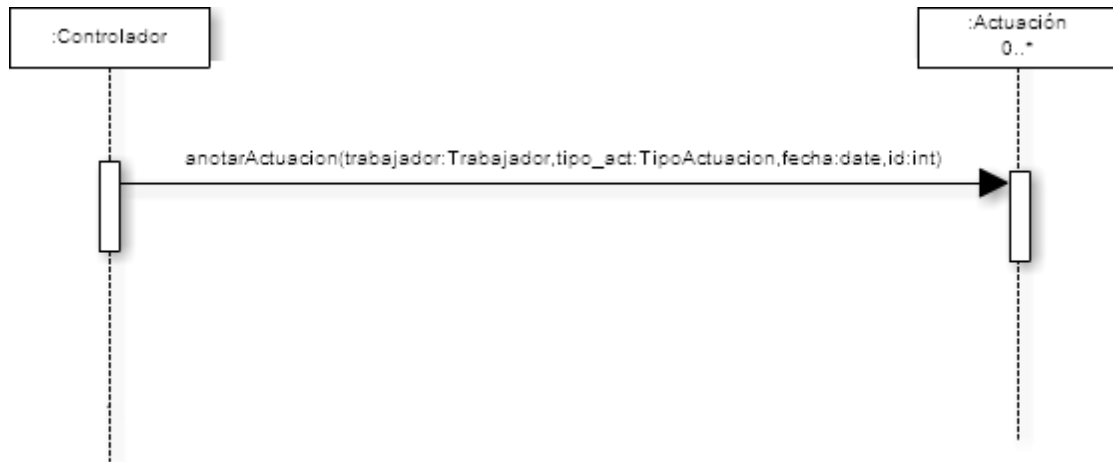 :Controlador
:Actuación
0..*
anotarActuacion(trabajador:Trabajador,tipo_act:TipoActuacion,fecha:date,id:int)